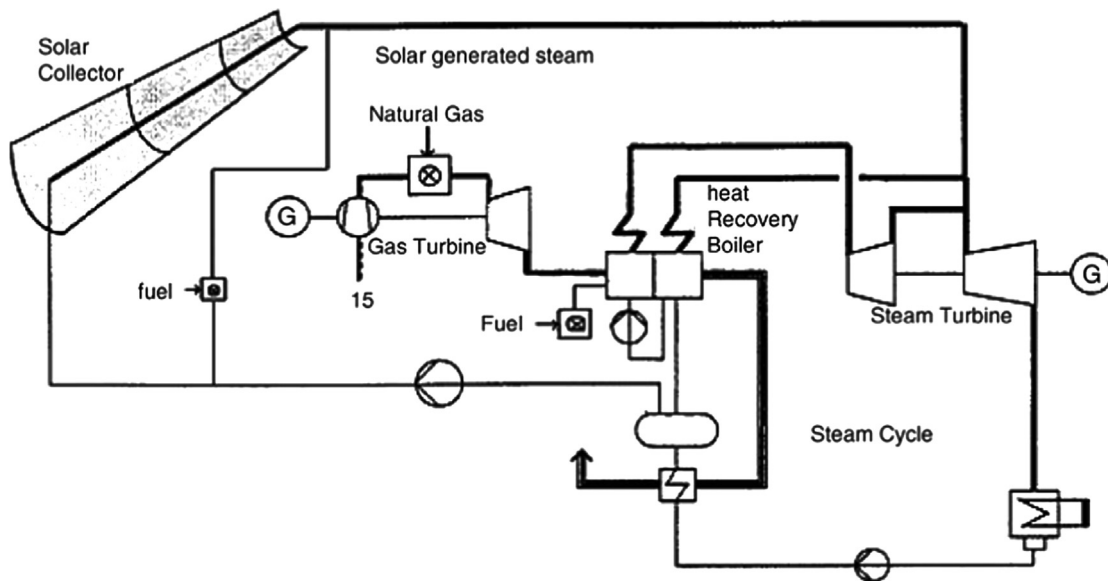 Solar
Collector
Solar generated steam
Natural Gas
heat
Recovery
Boiler
G
Gas Turbine
G
fuel
15
Fuel
Steam Turbine
Steam Cycle